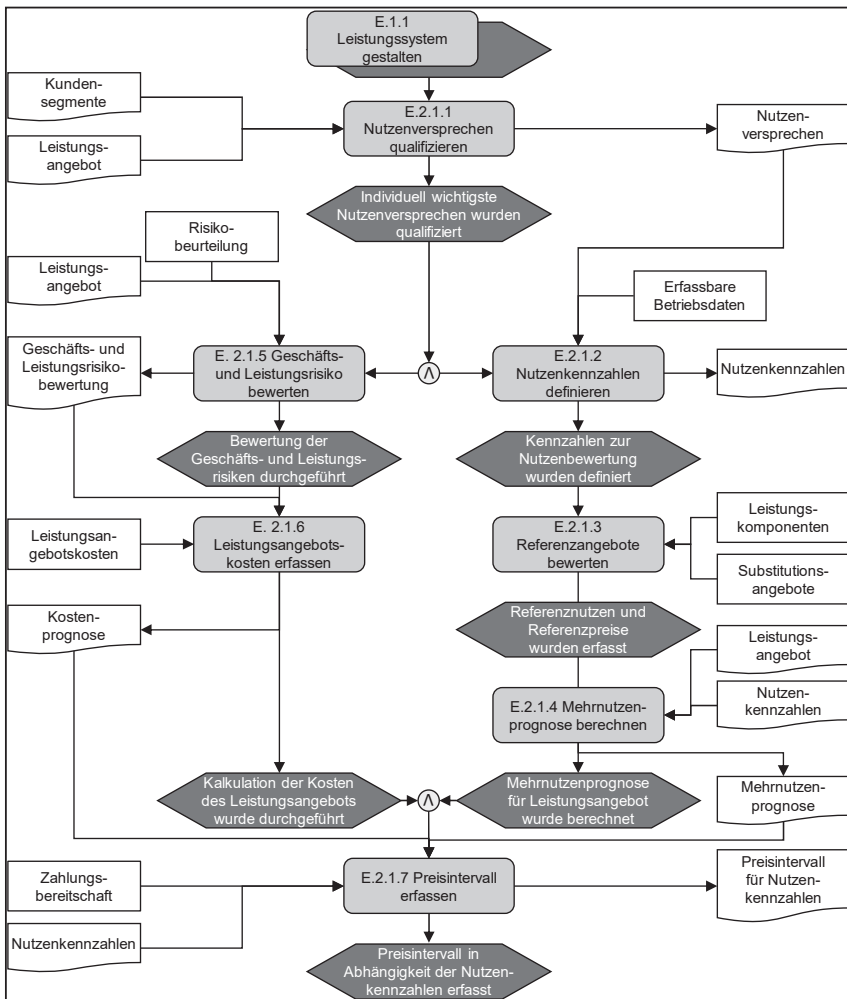 E.1.1
Leistungssystem
gestalten
Kunden-
segmente
E.2.1.1
Nutzenversprechen
qualifizieren
Nutzen-
versprechen
Leistungs-
angebot
Individuell wichtigste
Nutzenversprechen wurden
qualifiziert
Risiko-
beurteilung
Leistungs-
angebot
Erfassbare
Betriebsdaten
Geschäfts- und
Leistungsrisiko-
bewertung
E. 2.1.5 Geschäfts-
und Leistungsrisiko
bewerten
Λ
E.2.1.2
Nutzenkennzahlen
definieren
Nutzenkennzahlen
Bewertung der
Geschäfts- und Leistungs-
risiken durchgeführt
Kennzahlen zur
Nutzenbewertung
wurden definiert
Leistungsan-
gebotskosten
E. 2.1.6
Leistungsangebots-
kosten erfassen
E.2.1.3
Referenzangebote
bewerten
Leistungs-
komponenten
Substitutions-
angebote
Kosten-
prognose
Referenznutzen und
Referenzpreise
wurden erfasst
Leistungs-
angebot
E.2.1.4 Mehrnutzen-
prognose berechnen
Nutzen-
kennzahlen
Kalkulation der Kosten
des Leistungsangebots
wurde durchgeführt
Λ
Mehrnutzenprognose
für Leistungsangebot
wurde berechnet
Mehrnutzen-
prognose
Zahlungs-
bereitschaft
E.2.1.7 Preisintervall
erfassen
Preisintervall
für Nutzen-
kennzahlen
Nutzenkennzahlen
Preisintervall in
Abhängigkeit der Nutzen-
kennzahlen erfasst